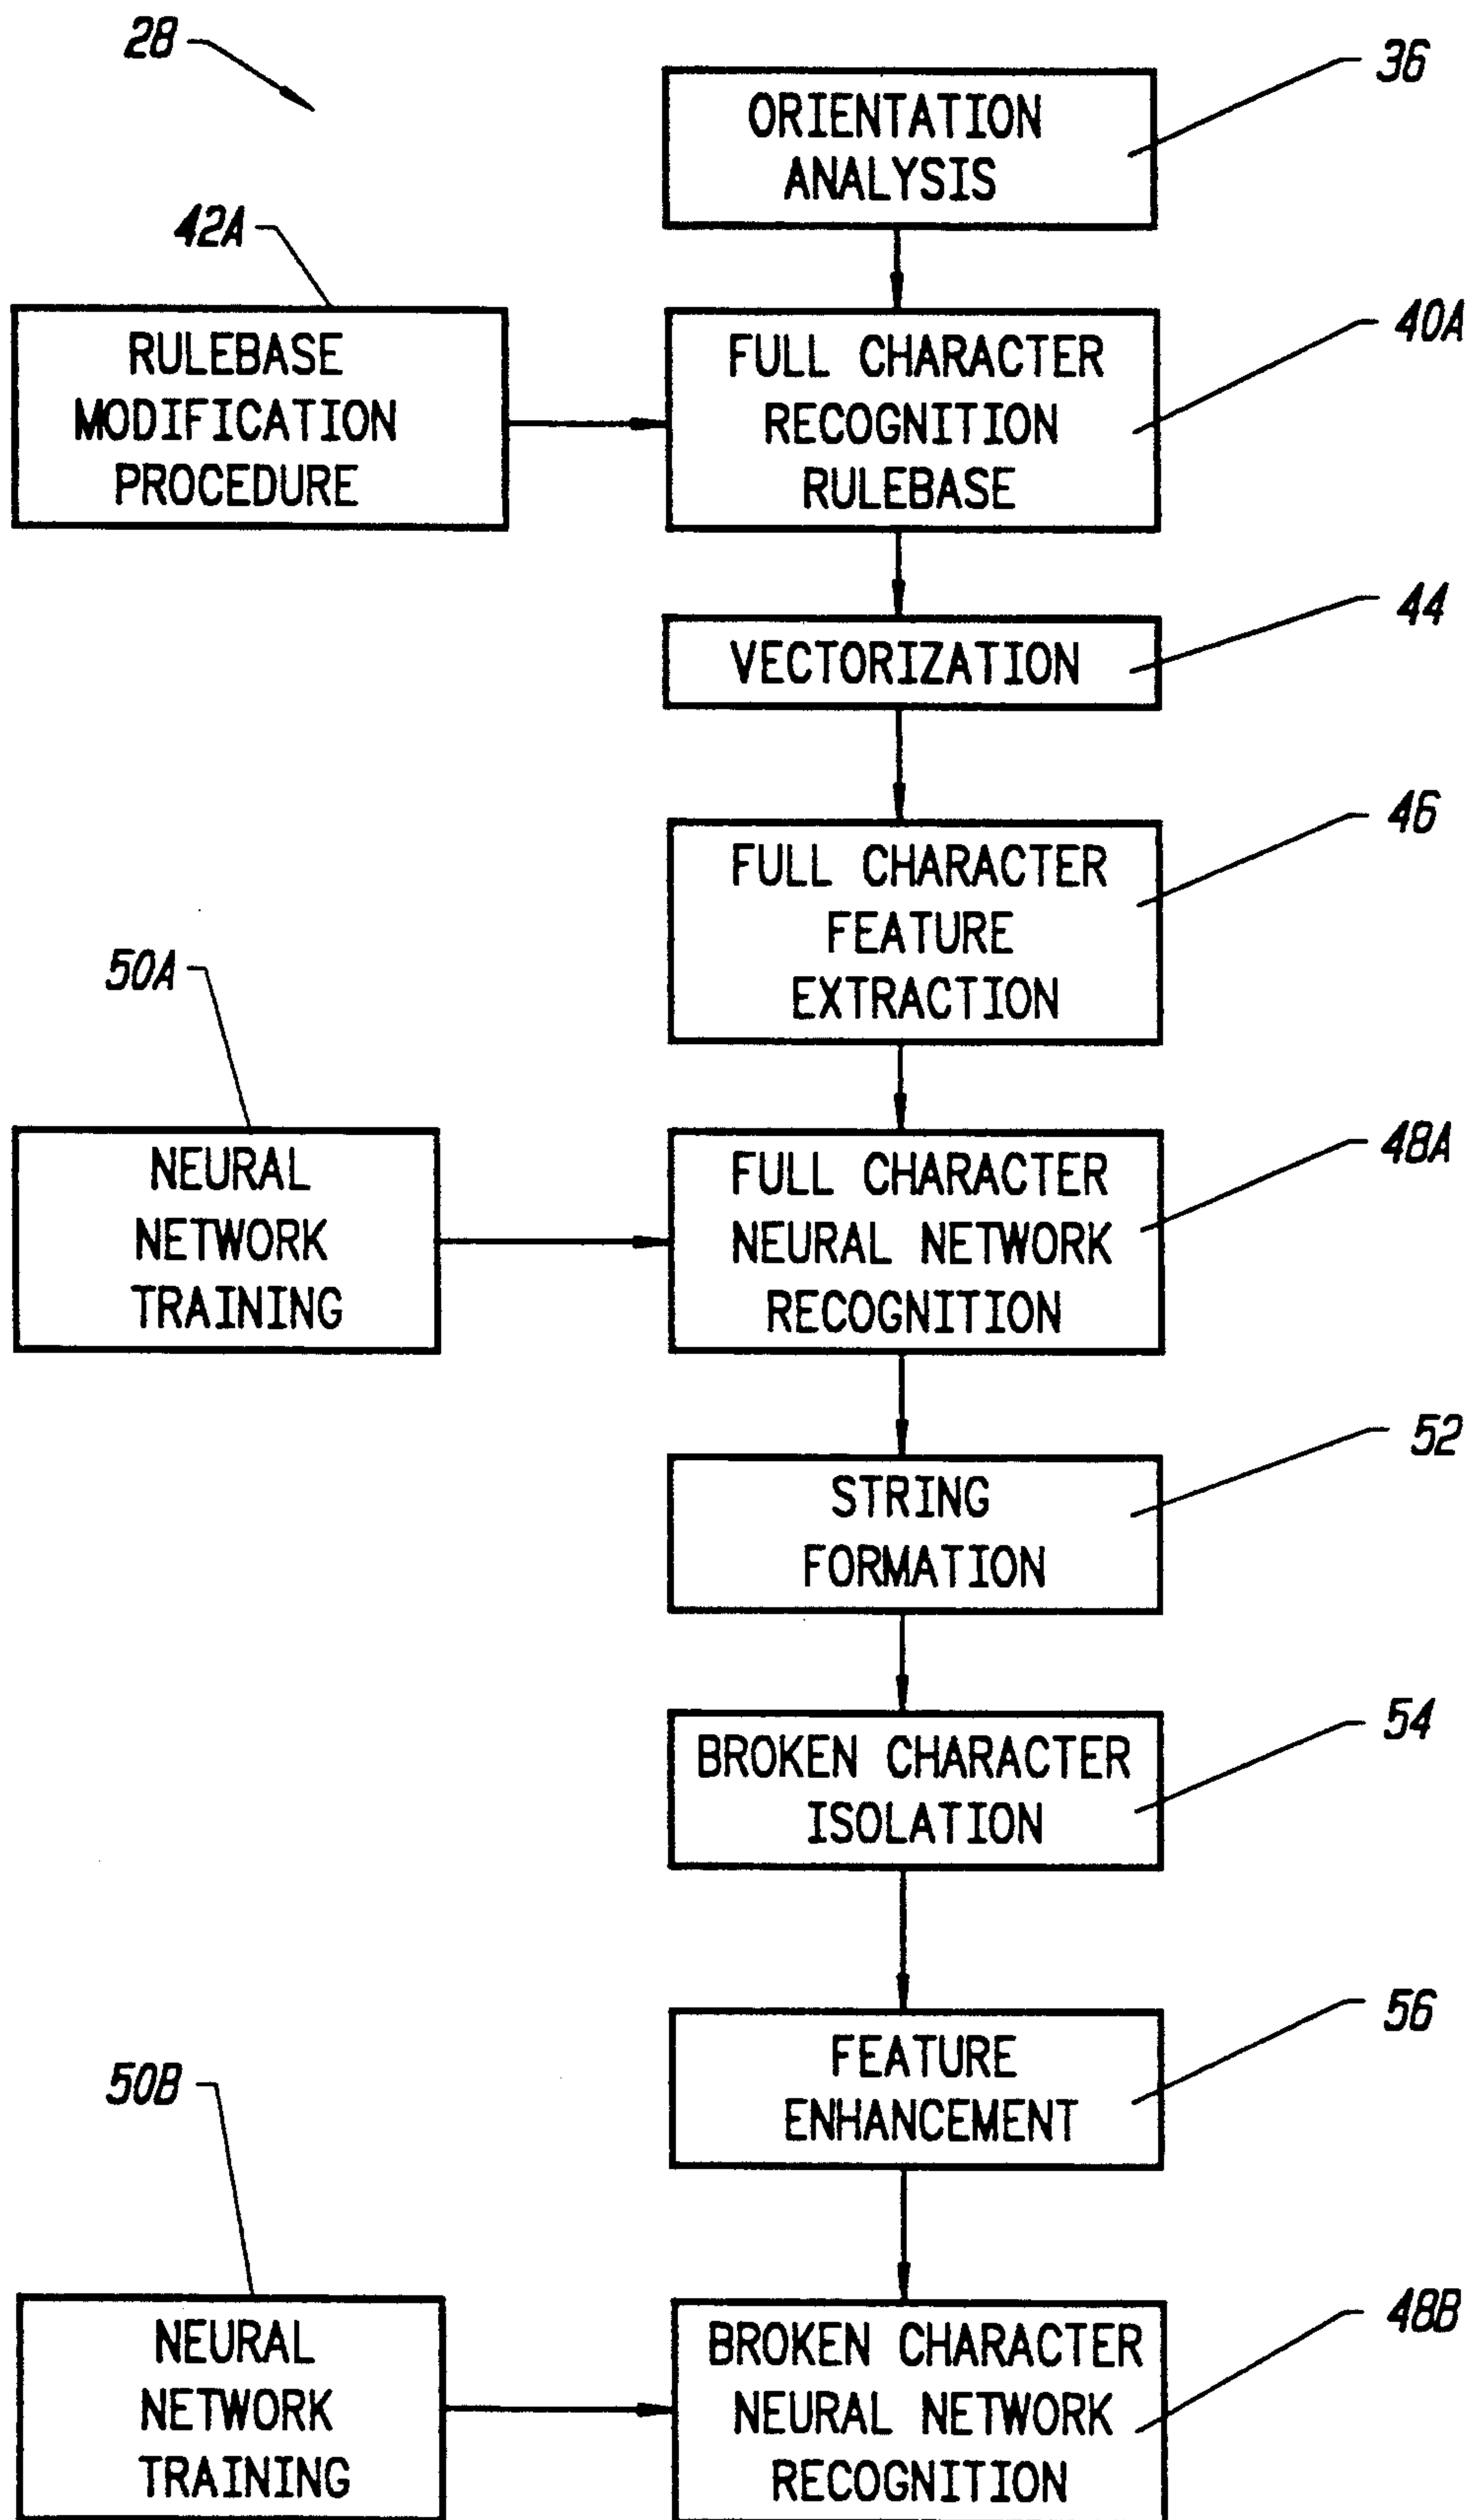 28
36
ORIENTATION
ANALYSIS
42A
RULEBASE
MODIFICATION
PROCEDURE
40A
FULL CHARACTER
RECOGNITION
RULEBASE
44
VECTORIZATION
46
FULL CHARACTER
FEATURE
EXTRACTION
50A
NEURAL
NETWORK
TRAINING
48A
FULL CHARACTER
NEURAL NETWORK
RECOGNITION
52
STRING
FORMATION
54
BROKEN CHARACTER
ISOLATION
56
FEATURE
ENHANCEMENT
50B
NEURAL
NETWORK
TRAINING
48B
BROKEN CHARACTER
NEURAL NETWORK
RECOGNITION